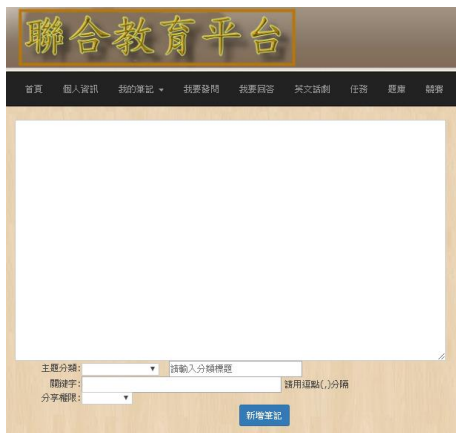 聯合教育平台
首頁 個人資訊 我的筆記 我要發問 我要回答 英文話劇 任務 題庫 競賽
主題分類: 請輸入分類標題
關鍵字: 請用逗點(,)分隔
分享權限:
新增筆記